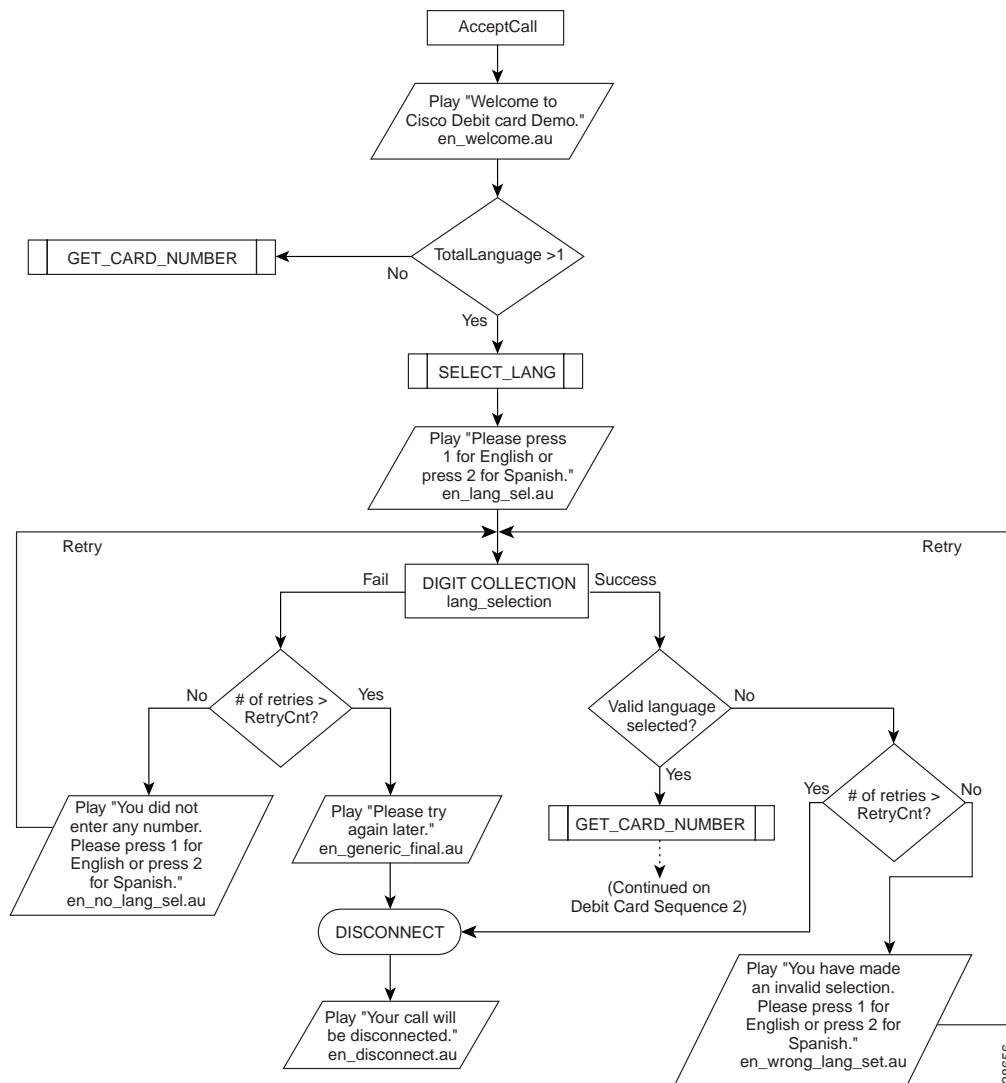 AcceptCall
Play "Welcome to
Cisco Debit card Demo."
en_welcome.au
TotalLanguage >1
GET_CARD_NUMBER
No
Yes
SELECT_LANG
Play "Please press
1 for English or
press 2 for Spanish."
en_lang_sel.au
Retry
Retry
Fail
DIGIT COLLECTION
lang_selection
Success
No
# of retries >
RetryCnt?
Yes
Valid language
selected?
No
Yes
Yes
# of retries >
RetryCnt?
No
Play "You did not
enter any number.
Please press 1 for
English or press 2
for Spanish."
en_no_lang_sel.au
Play "Please try
again later."
en_generic_final.au
GET_CARD_NUMBER
(Continued on
Debit Card Sequence 2)
DISCONNECT
Play "Your call will
be disconnected."
en_disconnect.au
Play "You have made
an invalid selection.
Please press 1 for
English or press 2 for
Spanish."
en_wrong_lang_set.au